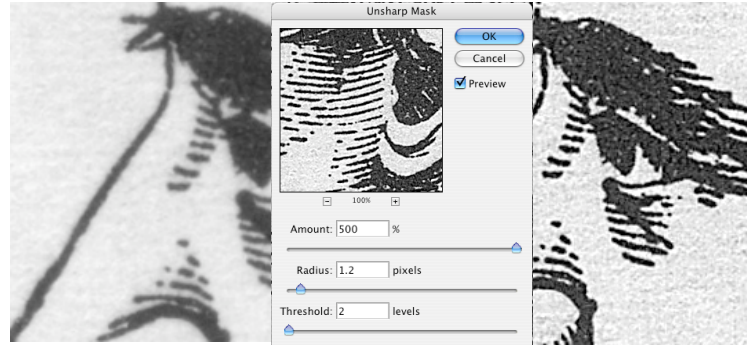 Unsharp Mask
OK
Cancel
Preview
100%
Amount: 500 %
Radius: 1.2 pixels
Threshold: 2 levels